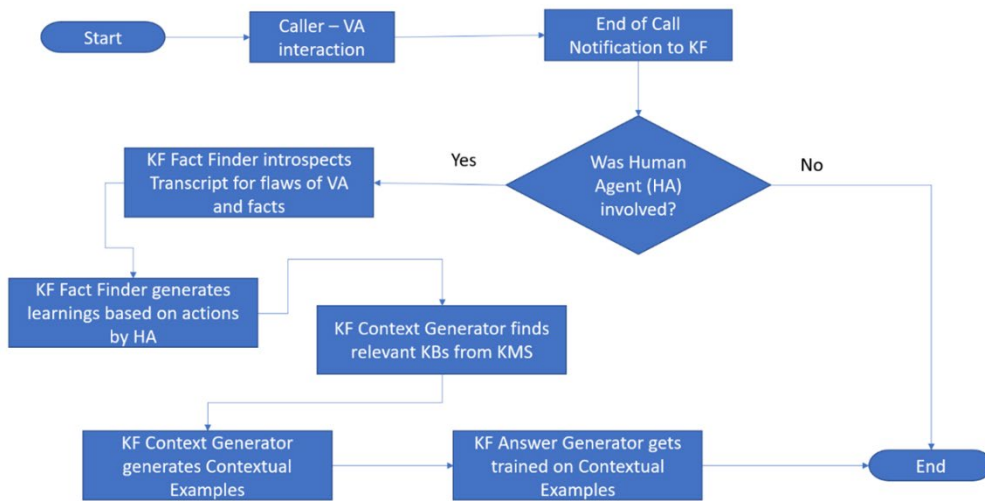 Start
Caller – VA
interaction
End of Call
Notification to KF
Was Human
Agent (HA)
involved?
Yes
No
KF Fact Finder introspects
Transcript for flaws of VA
and facts
KF Fact Finder generates
learnings based on actions
by HA
KF Context Generator finds
relevant KBs from KMS
KF Context Generator
generates Contextual
Examples
KF Answer Generator gets
trained on Contextual
Examples
End